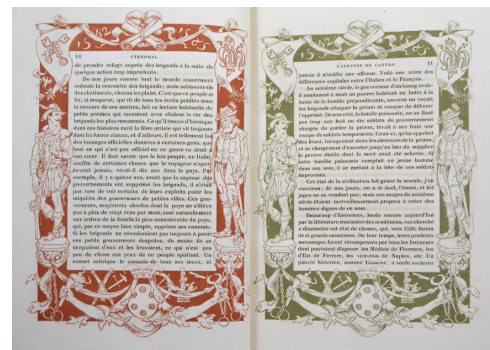 10 STENDHAL
de prendre refuge auprès des brigands à la suite de
quelque action trop imprudente.
De nos jours encore tout le monde assurément
redoute la rencontre des brigands; mais subissent-ils
des châtiments, chacun les plaint. C'est que ce peuple si
fin, si moqueur, qui rit de tous les écrits publiés sous
la censure de ses maîtres, fait sa lecture habituelle de
petits poèmes qui racontent avec chaleur la vie des
brigands les plus renommés. Ce qu'il trouve d'héroïque
dans ces histoires ravit la fibre artiste qui vit toujours
dans les basses classes, et d'ailleurs, il est tellement las
des louanges officielles données à certaines gens, que
tout ce qui n'est pas officiel en ce genre va droit à
son cœur. Il faut savoir que le bas peuple, en Italie,
souffre de certaines choses que le voyageur n'aper-
cevrait jamais, vécût-il dix ans dans le pays. Par
exemple, il y a quinze ans, avant que la sagesse des
gouvernements eût supprimé les brigands, il n'était
pas rare de voir certains de leurs exploits punir les
iniquités des gouverneurs de petites villes. Ces gou-
verneurs, magistrats absolus dont la paye ne s'élève
pas à plus de vingt écus par mois, sont naturellement
aux ordres de la famille la plus considérable du pays,
qui, par ce moyen bien simple, opprime ses ennemis.
Si les brigands ne réussissaient pas toujours à punir
ces petits gouverneurs despotes, du moins ils se
moquaient d'eux et les bravaient, ce qui n'est pas
peu de chose aux yeux de ce peuple spirituel. Un
sonnet satirique le console de tous ses maux, et
L'ABBESSE DE CASTRO 11
jamais il n'oublia une offense. Voilà une autre des
différences capitales entre l'Italien et le Français.
Au seizième siècle, le gouverneur d'un bourg avait-
il condamné à mort un pauvre habitant en butte à la
haine de la famille prépondérante, souvent on voyait
les brigands attaquer la prison et essayer de délivrer
l'opprimé. De son côté, la famille puissante, ne se fiant
pas trop aux huit ou dix soldats du gouvernement
chargés de garder la prison, levait à ses frais une
troupe de soldats temporaires. Ceux-ci, qu'on appelait
des bravi, bivaquaient dans les alentours de la prison,
et se chargeaient d'escorter jusqu'au lieu du supplice
le pauvre diable dont la mort avait été achetée. Si
cette famille puissante comptait un jeune homme
dans son sein, il se mettait à la tête de ces soldats
improvisés.
Cet état de la civilisation fait gémir la morale, j'en
conviens; de nos jours, on a le duel, l'ennui, et les
juges ne se vendent pas; mais ces usages du seizième
siècle étaient merveilleusement propres à créer des
hommes dignes de ce nom.
Beaucoup d'historiens, loués encore aujourd'hui
par la littérature routinière des académies, ont cherché
à dissimuler cet état de choses, qui, vers 1550, forma
de si grands caractères. De leur temps, leurs prudents
mensonges furent récompensés par tous les honneurs
dont pouvaient disposer les Médicis de Florence, les
d'Est de Ferrare, les vice-rois de Naples, etc. Un
pauvre historien, nommé Giannone, a voulu soulever